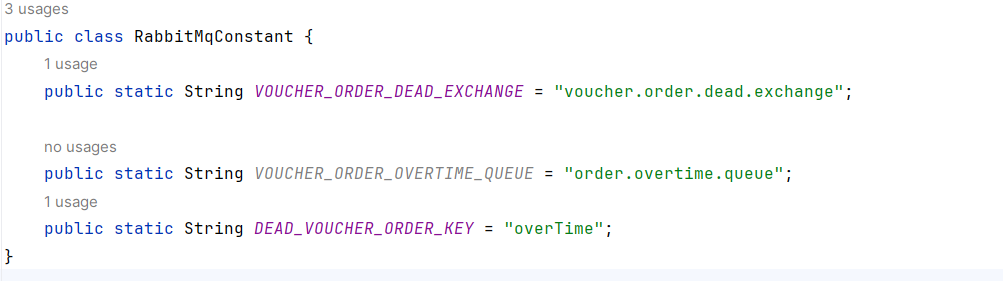 3 usages
public class RabbitMqConstant {
1 usage
public static String VOUCHER_ORDER_DEAD_EXCHANGE = "voucher.order.dead.exchange";
no usages
public static String VOUCHER_ORDER_OVERTIME_QUEUE = "order.overtime.queue";
1 usage
public static String DEAD_VOUCHER_ORDER_KEY = "overTime";
}